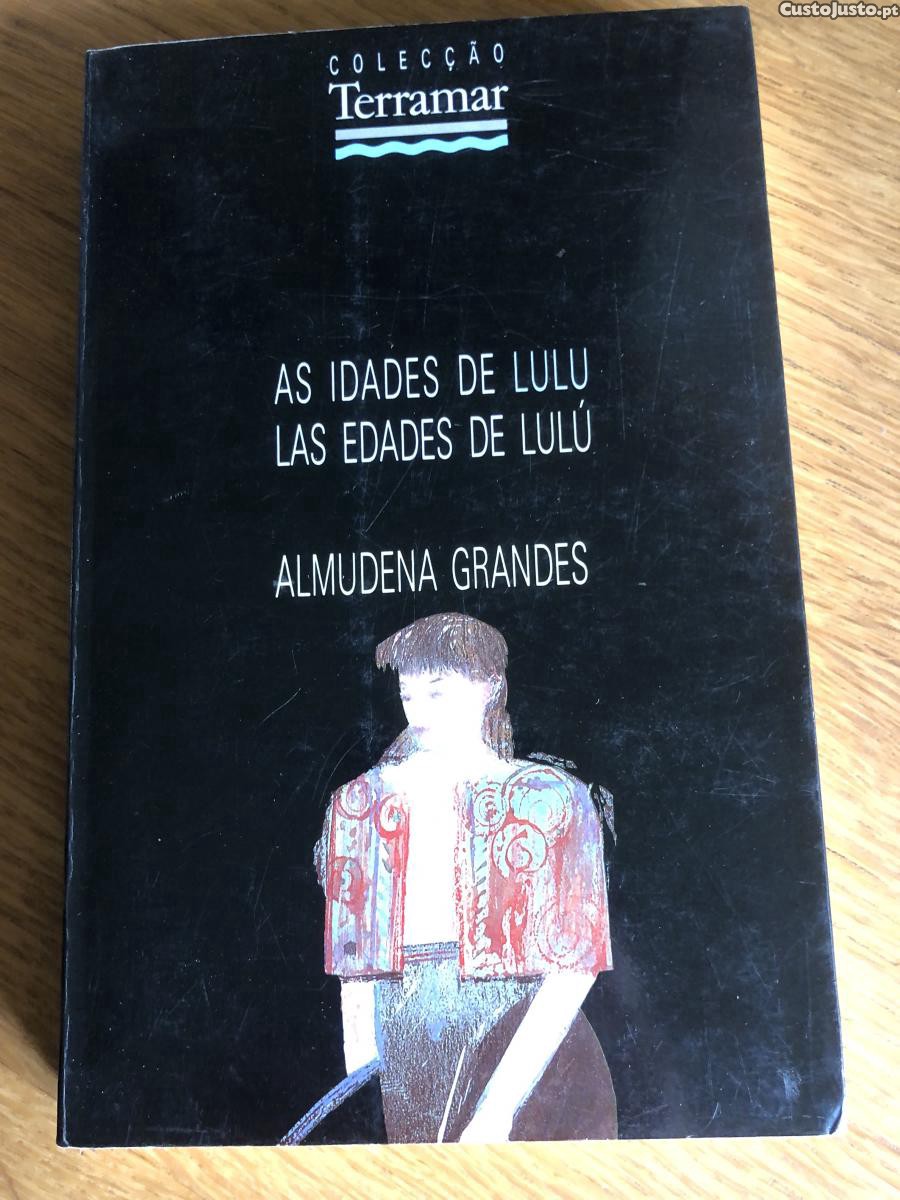 CustoJusto.pt
COLECÇÃO
Terramar
AS IDADES DE LULU
LAS EDADES DE LULÚ
ALMUDENA GRANDES